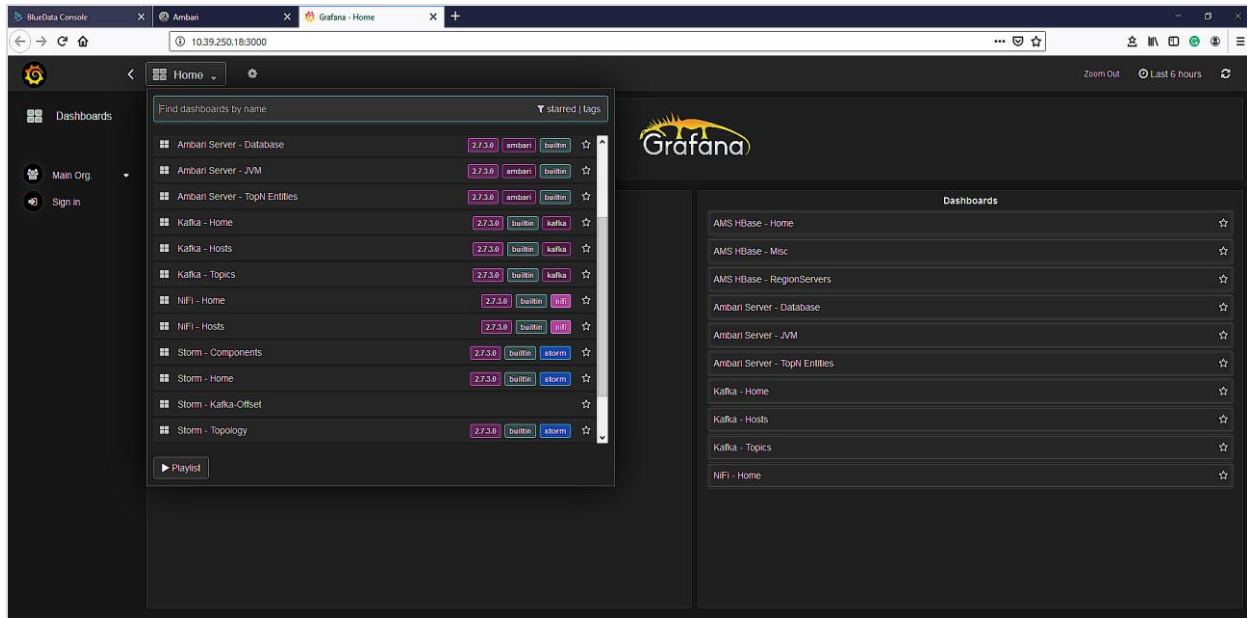 BlueData Console
Ambari
Grafana - Home
10.39.250.18:3000
Home
Zoom Out
Last 6 hours
Dashboards
Main Org.
Sign in
Find dashboards by name
starred | tags
Ambari Server - Database 2.7.3.0 ambari builtin
Ambari Server - JVM 2.7.3.0 ambari builtin
Ambari Server - TopN Entities 2.7.3.0 ambari builtin
Kafka - Home 2.7.3.0 builtin kafka
Kafka - Hosts 2.7.3.0 builtin kafka
Kafka - Topics 2.7.3.0 builtin kafka
NiFi - Home 2.7.3.0 builtin nifi
NiFi - Hosts 2.7.3.0 builtin nifi
Storm - Components 2.7.3.0 builtin storm
Storm - Home 2.7.3.0 builtin storm
Storm - Kafka-Offset
Storm - Topology 2.7.3.0 builtin storm
Playlist
Grafana
Dashboards
AMS HBase - Home
AMS HBase - Misc
AMS HBase - RegionServers
Ambari Server - Database
Ambari Server - JVM
Ambari Server - TopN Entities
Kafka - Home
Kafka - Hosts
Kafka - Topics
NiFi - Home